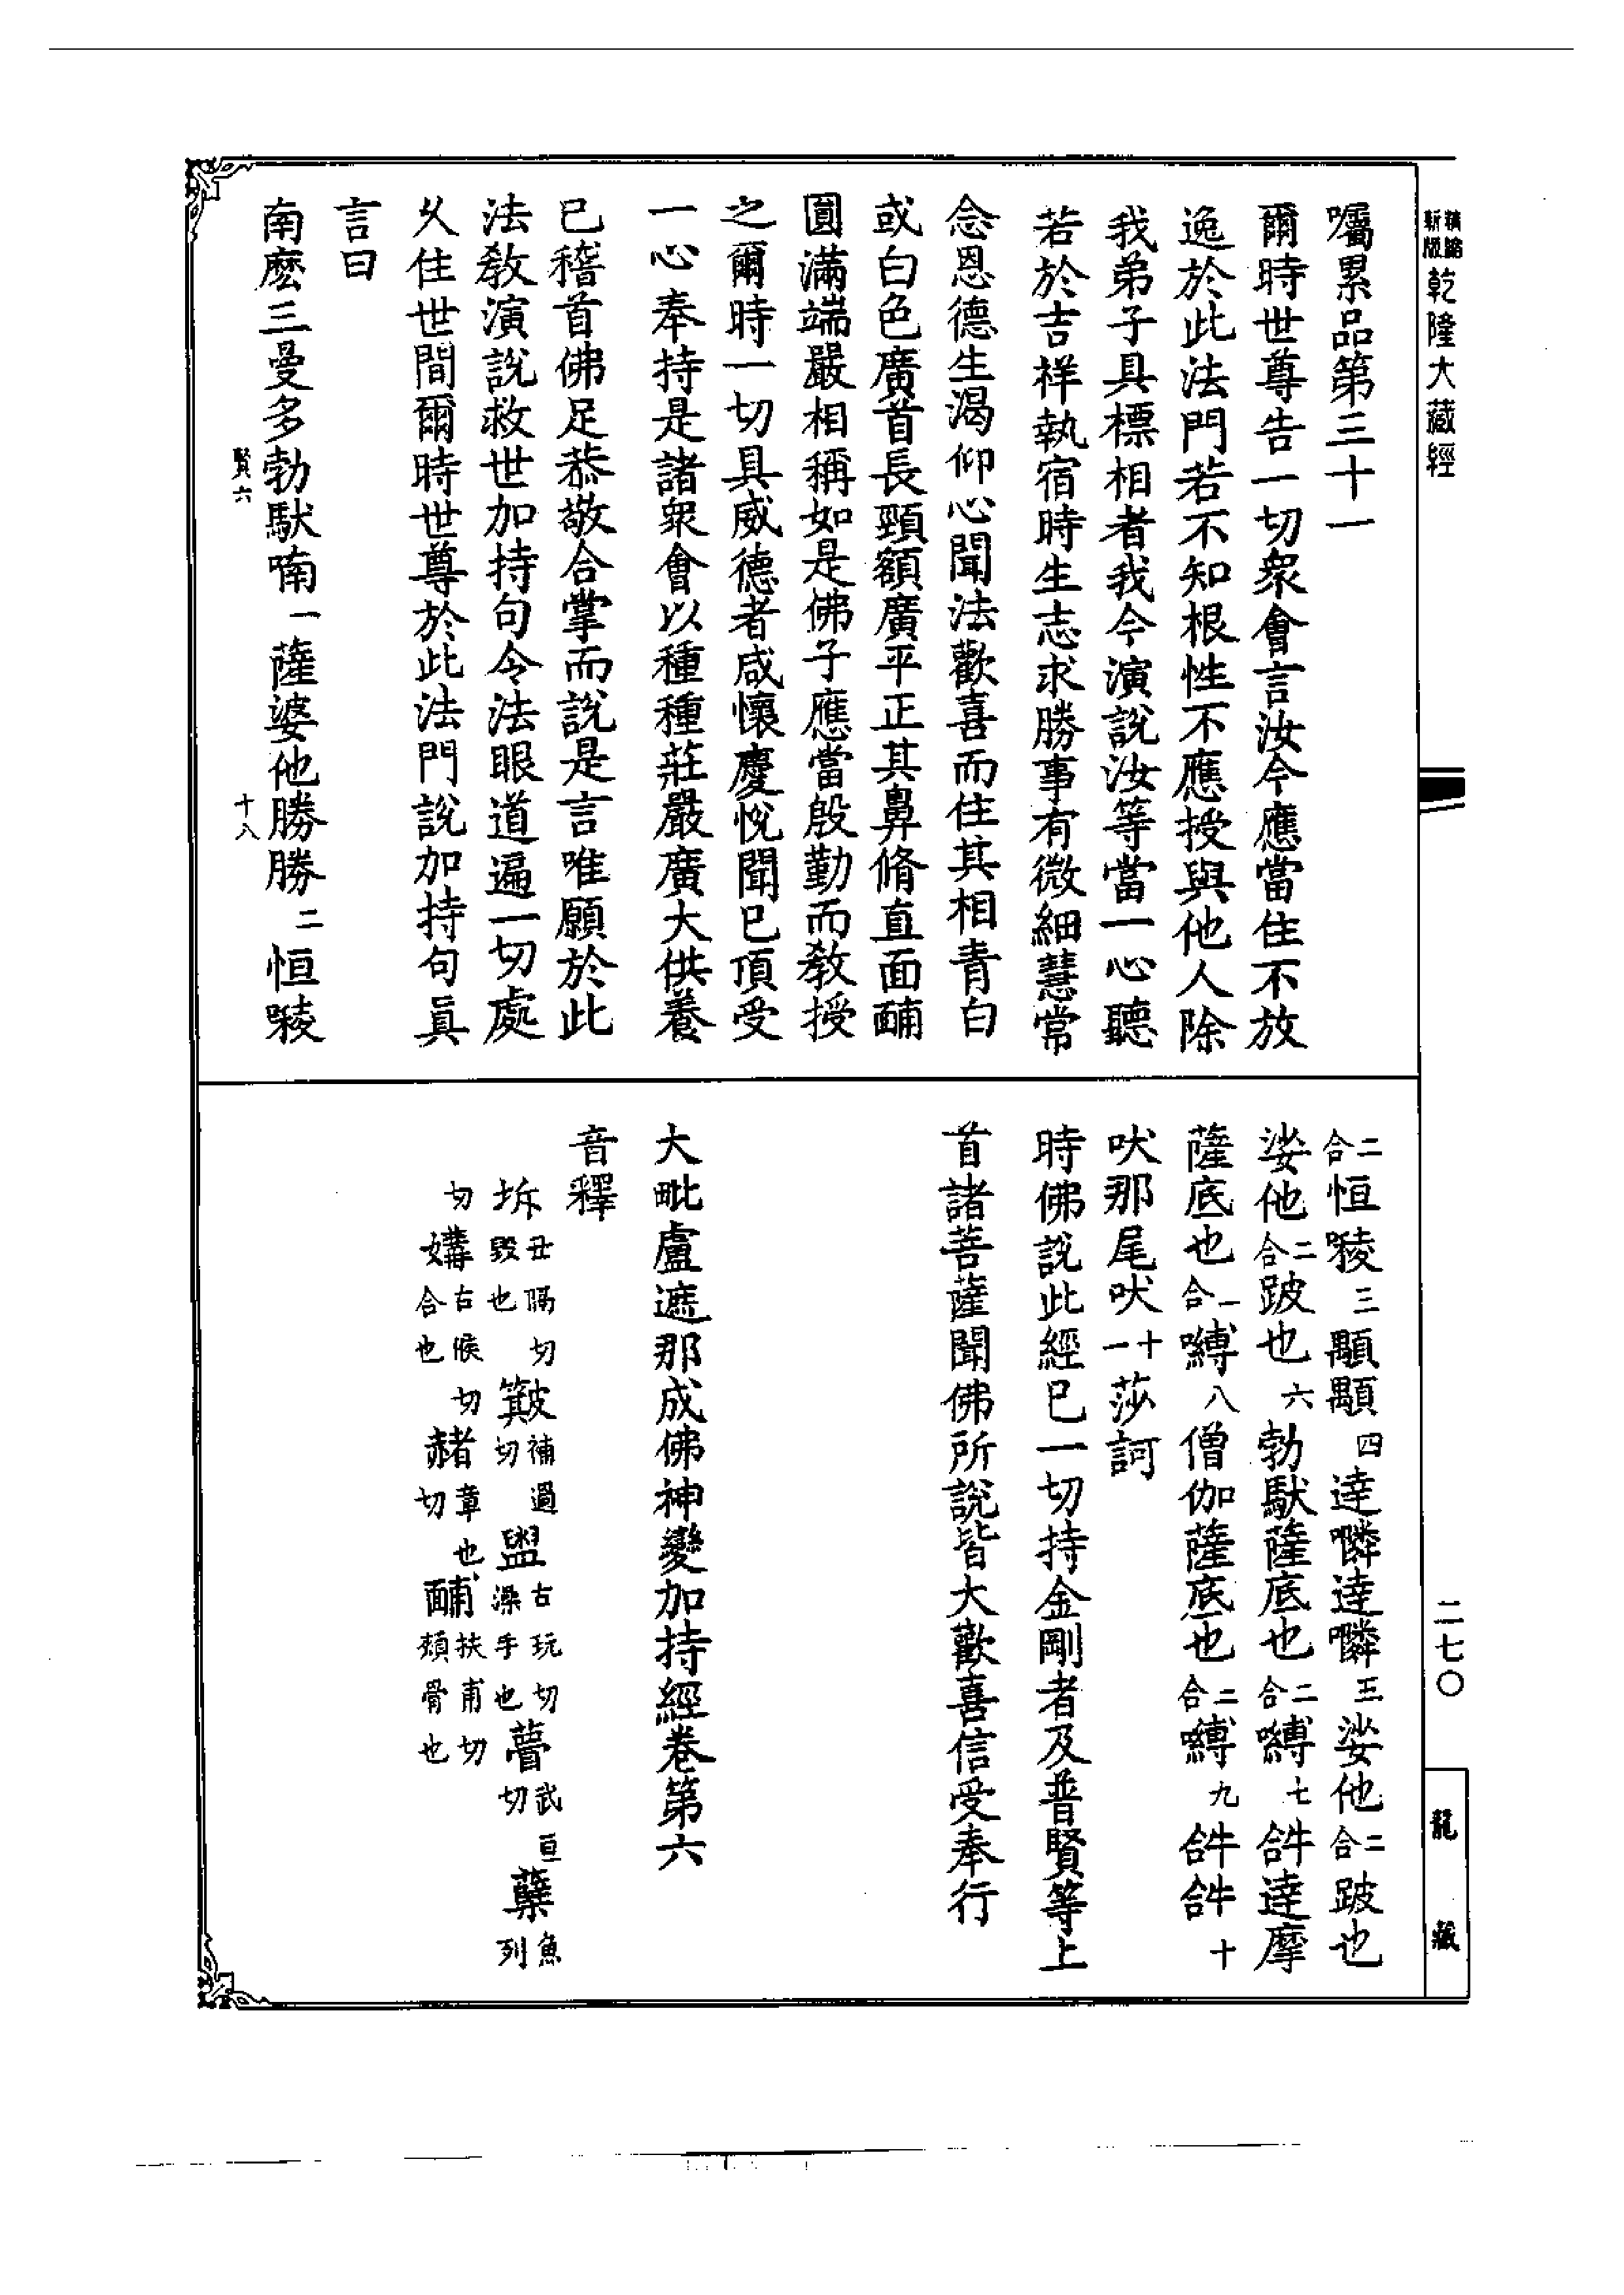 新版精縮 乾隆大藏經
囑累品第三十一
爾時世尊告一切衆會言汝今應當住不放
逸於此法門若不知根性不應授與他人除
我弟子具標相者我今演說汝等當一心聽
若於吉祥執宿時生志求勝事有微細慧常
念恩德生渴仰心聞法歡喜而住其相青白
或白色廣首長頸額廣平正其鼻脩直面䩉
圓滿端嚴相稱如是佛子應當殷勤而教授
之爾時一切具威德者咸懷慶悅聞已頂受
一心奉持是諸衆會以種種莊嚴廣大供養
已稽首佛足恭敬合掌而說是言唯願於此
法教演說救世加持句令法眼道遍一切處
久住世間爾時世尊於此法門說加持句眞
言曰
南麽三曼多勃馱喃一薩婆他勝勝二恒㘄
賢六 十八
二合恒㘄三顒顒四達㗚達㗚五娑他二合跛也
娑他二合跛也六勃馱薩底也二合嚩七𤙖達摩
薩底也二合嚩八僧伽薩底也二合嚩九𤙖𤙖十
吠那尾吠十一莎訶
時佛說此經已一切持金剛者及普賢等上
首諸菩薩聞佛所說皆大歡喜信受奉行
大毗盧遮那成佛神變加持經卷第六
音釋
坼丑隔切毀也簸補過切盥古玩切澡手也瞢武亘切蘖魚列
切媾古候切合也赭章也切䩉扶甫切頰骨也
二七〇
龍藏